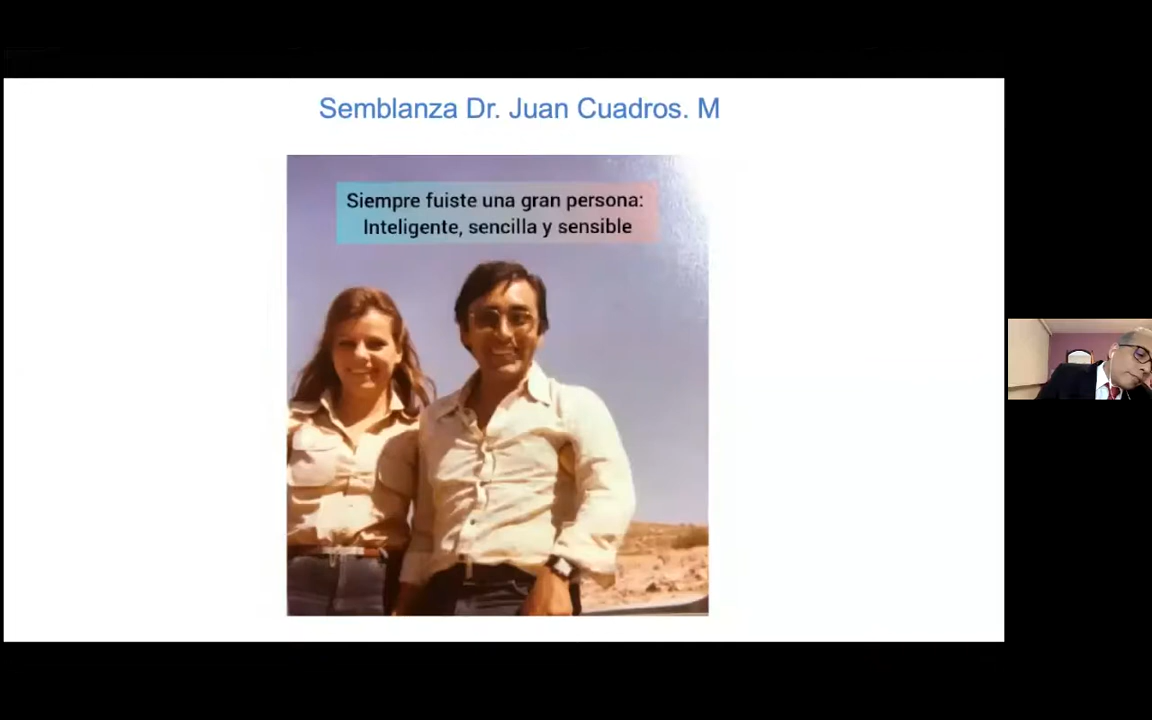 Semblanza Dr. Juan Cuadros. M
Siempre fuiste una gran persona:
Inteligente, sencilla y sensible